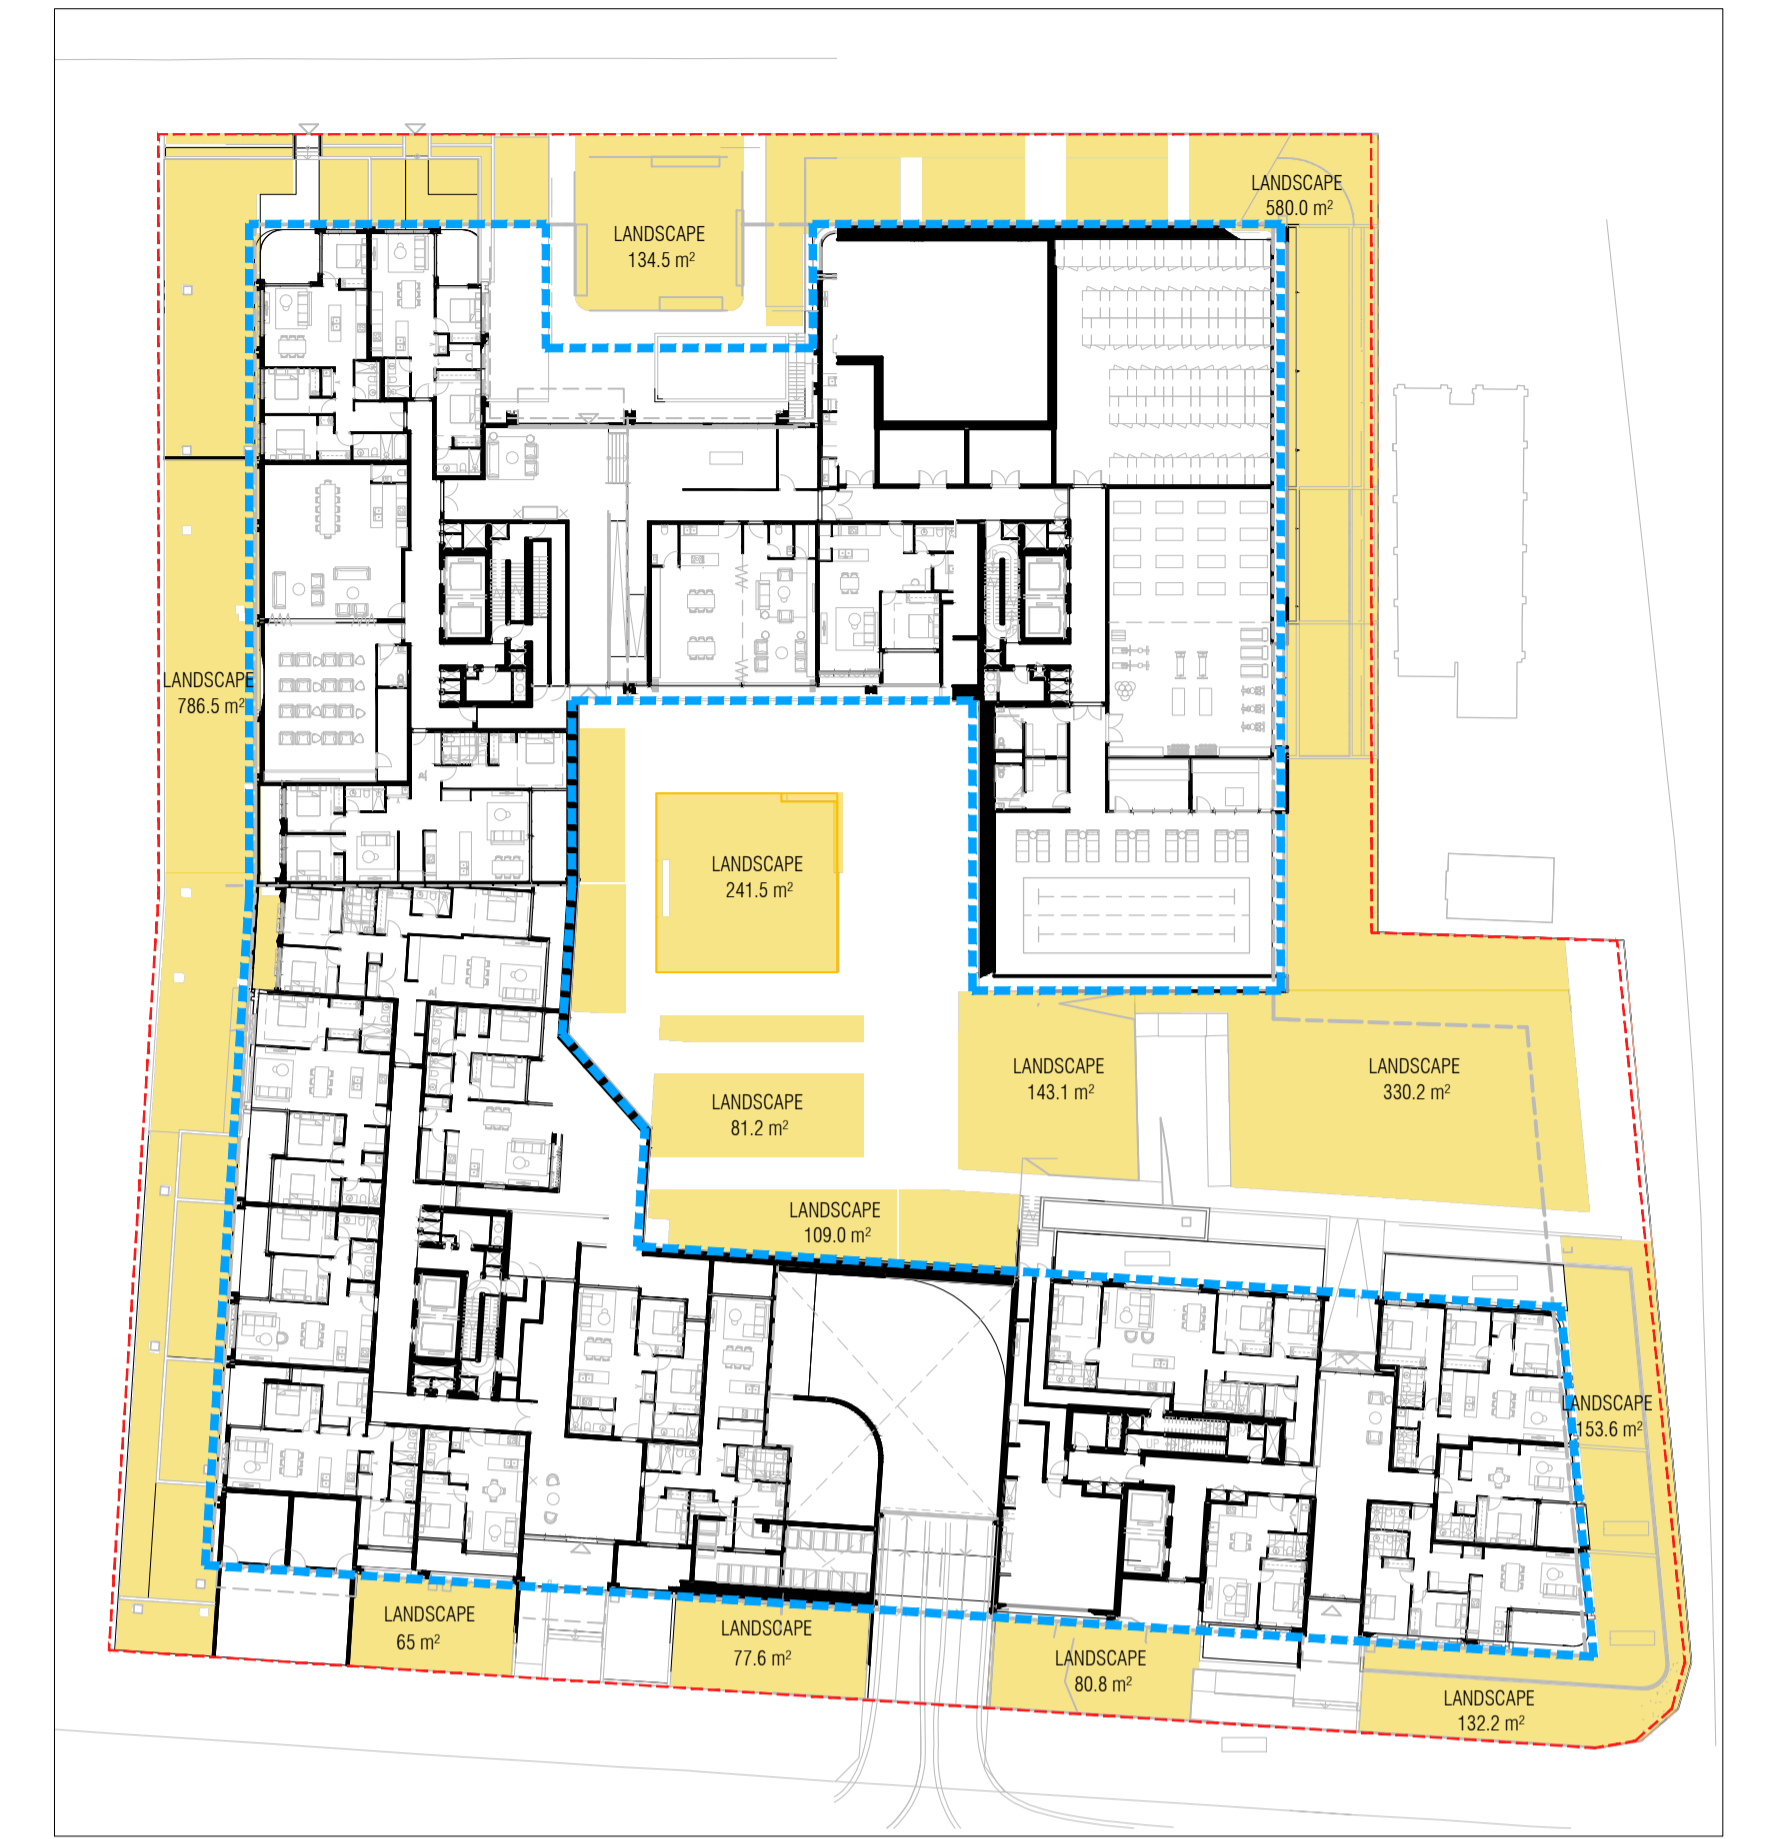 LANDSCAPE
580.0 m²
LANDSCAPE
134.5 m²
LANDSCAPE
786.5 m²
LANDSCAPE
241.5 m²
LANDSCAPE
143.1 m²
LANDSCAPE
330.2 m²
LANDSCAPE
81.2 m²
LANDSCAPE
109.0 m²
LANDSCAPE
153.6 m²
LANDSCAPE
65 m²
LANDSCAPE
77.6 m²
LANDSCAPE
80.8 m²
LANDSCAPE
132.2 m²